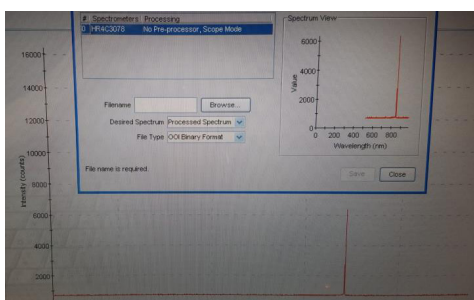 # Spectrometers Processing
0 HR4C3078 No Pre-processor, Scope Mode
Filename Browse...
Desired Spectrum Processed Spectrum
File Type OOI Binary Format
File name is required.
Save Close
Spectrum View
6000
4000
2000
0
Value
0 200 400 600 800
Wavelength (nm)
16000
14000
12000
10000
8000
6000
4000
2000
Intensity (counts)